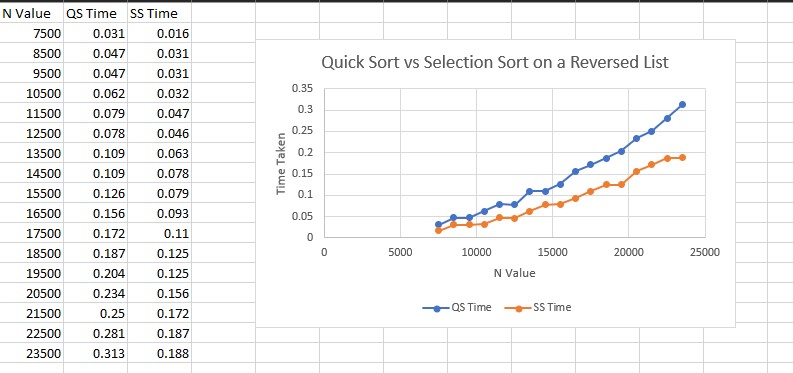 N Value QS Time SS Time
7500 0.031 0.016
8500 0.047 0.031
9500 0.047 0.031
10500 0.062 0.032
11500 0.079 0.047
12500 0.078 0.046
13500 0.109 0.063
14500 0.109 0.078
15500 0.126 0.079
16500 0.156 0.093
17500 0.172 0.11
18500 0.187 0.125
19500 0.204 0.125
20500 0.234 0.156
21500 0.25 0.172
22500 0.281 0.187
23500 0.313 0.188
Quick Sort vs Selection Sort on a Reversed List
Time Taken
0.35
0.3
0.25
0.2
0.15
0.1
0.05
0
0 5000 10000 15000 20000 25000
N Value
QS Time SS Time